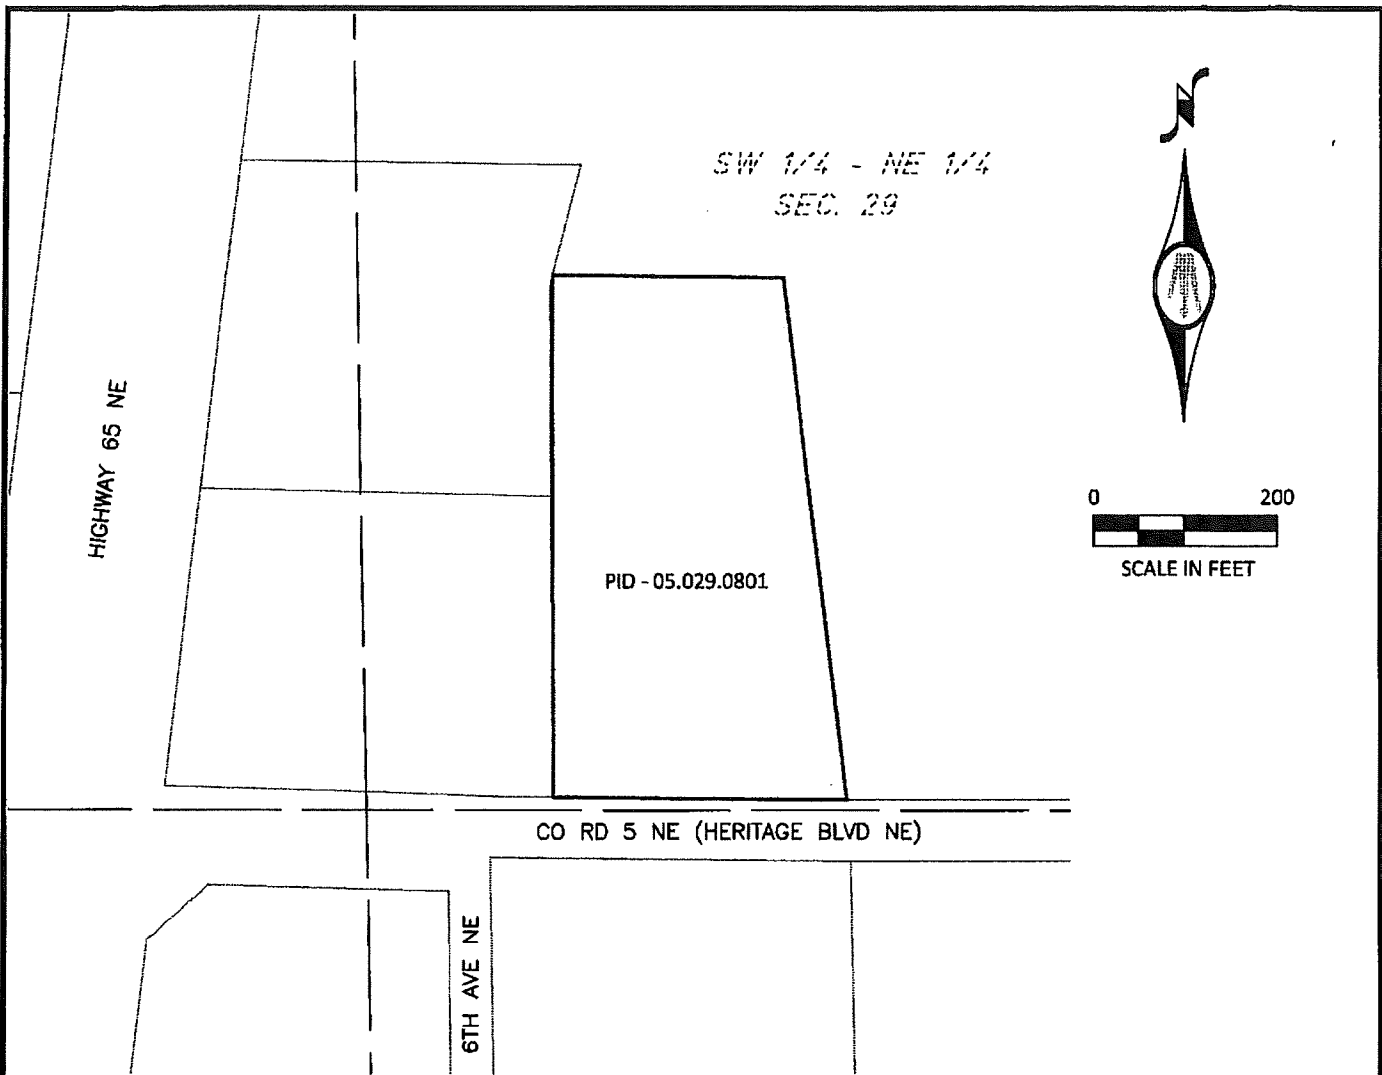 N
SW 1/4 - NE 1/4
SEC. 29
HIGHWAY 65 NE
0 200
SCALE IN FEET
PID - 05.029.0801
CO RD 5 NE (HERITAGE BLVD NE)
6TH AVE NE